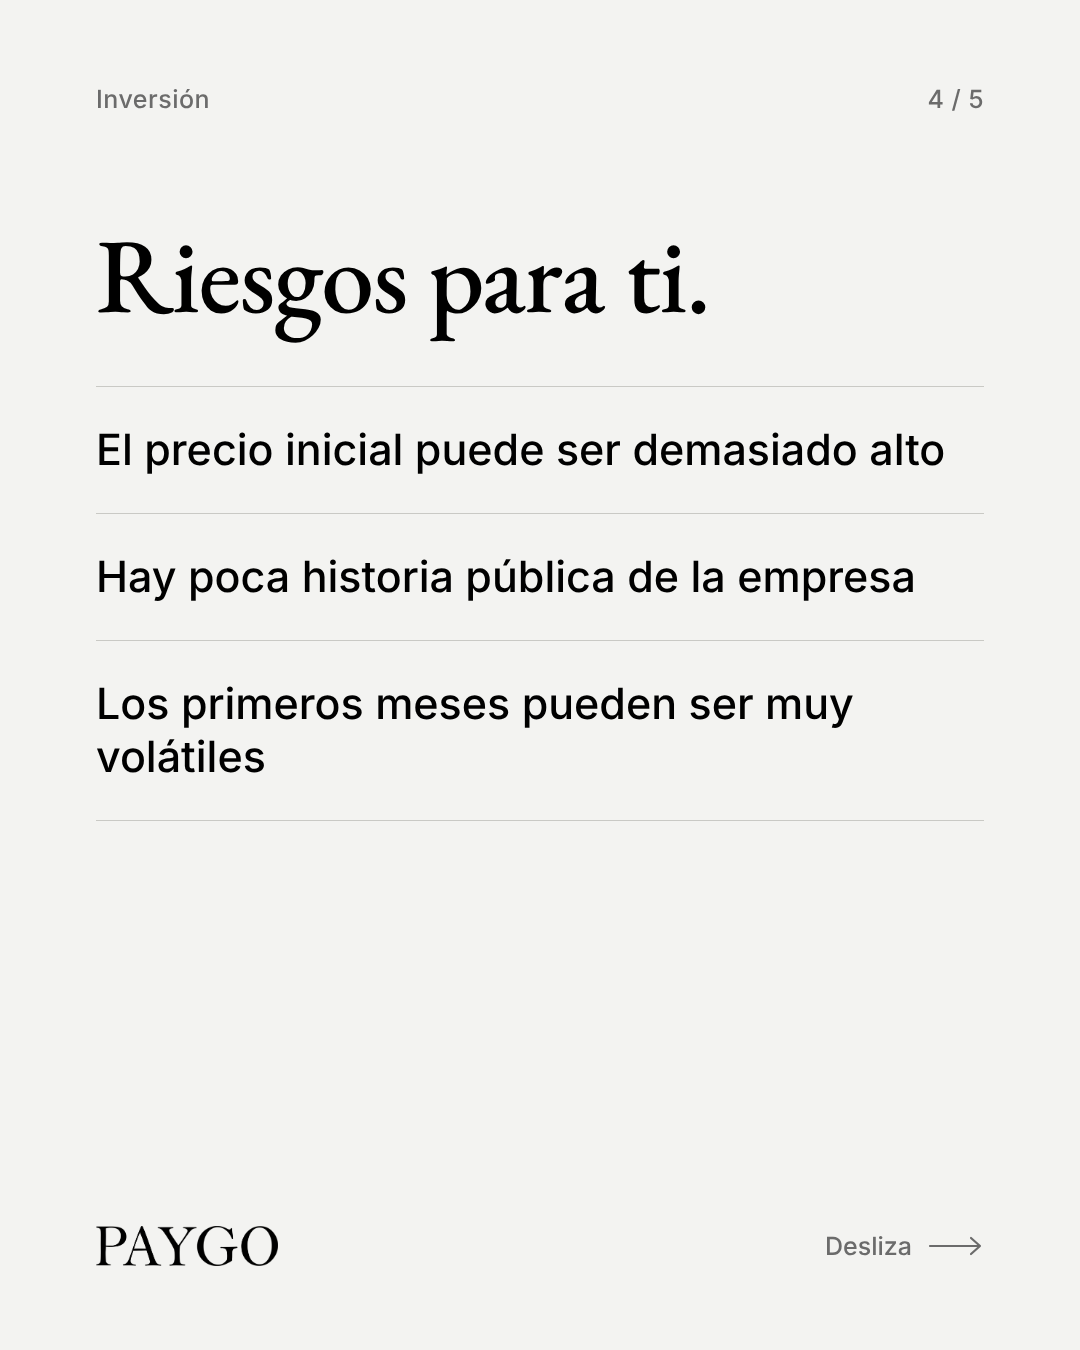 Inversión
4 / 5
Riesgos para ti.
El precio inicial puede ser demasiado alto
Hay poca historia pública de la empresa
Los primeros meses pueden ser muy
volátiles
PAYGO
Desliza